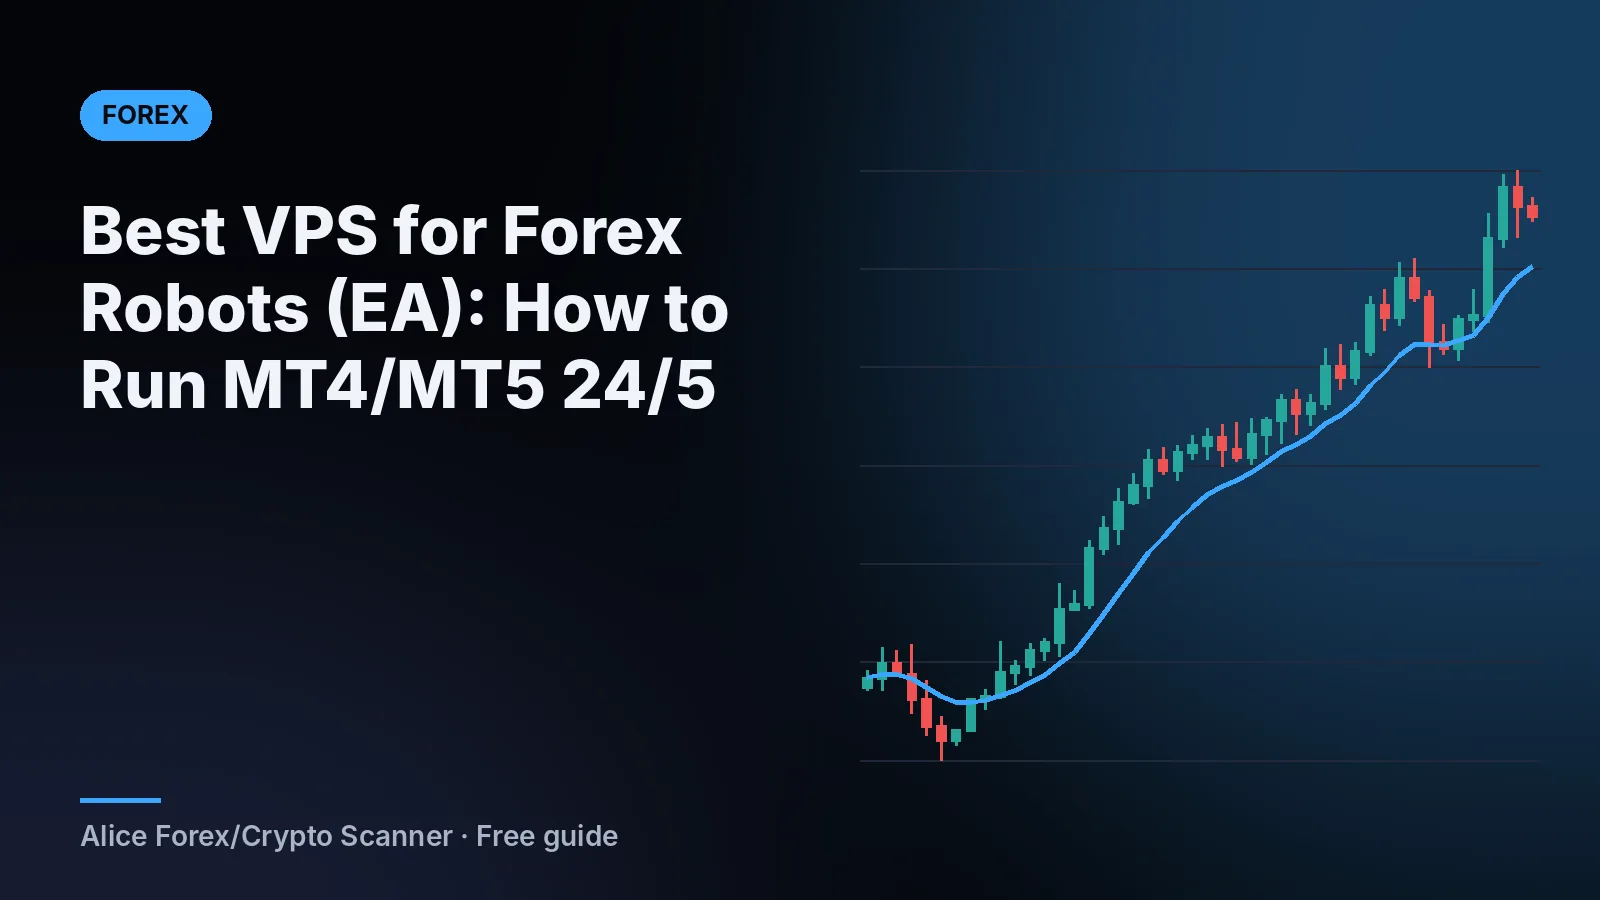 FOREX
Best VPS for Forex
Robots (EA): How to
Run MT4/MT5 24/5
Alice Forex/Crypto Scanner · Free guide